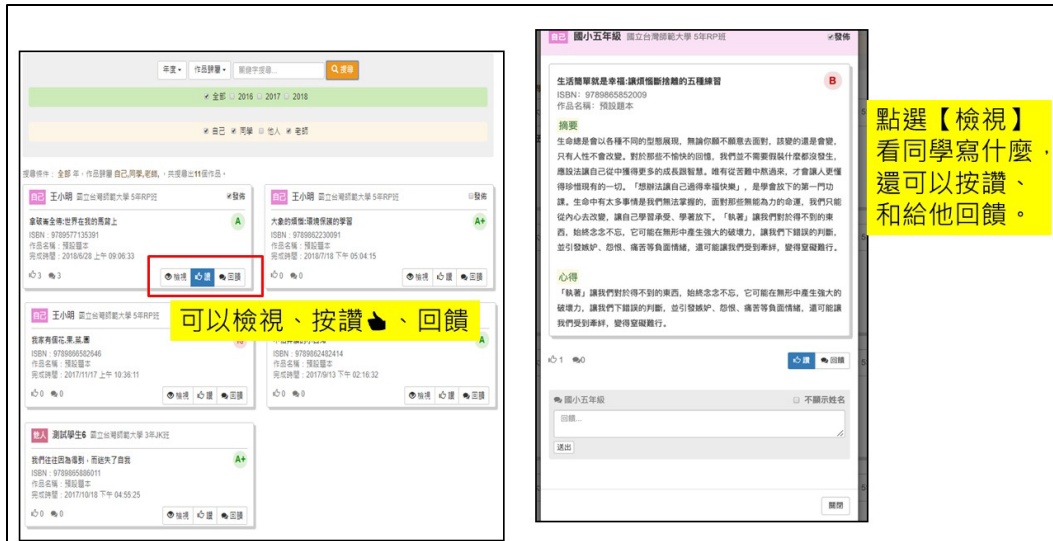 年度
作品歸屬
關鍵字搜尋...
搜尋
全部 2016 2017 2018
自己 同學 他人 老師
搜尋條件： 全部 年，作品歸屬 自己,同學,老師, ，共搜尋出11個作品。
自己 王小明 國立台灣師範大學 5年RP班 發佈
拿破崙全傳:世界在我的馬背上 A
ISBN：9789577135391
作品名稱：預設題本
完成時間：2018/6/28 上午 09:06:33
3 3 檢視 讚 回饋
自己 王小明 國立台灣師範大學 5年RP班 發佈
大象的煩惱:環境保護的學習 A+
ISBN：9789862230091
作品名稱：預設題本
完成時間：2018/7/18 下午 05:04:15
0 0 檢視 讚 回饋
可以檢視、按讚、回饋
自己 王小明 國立台灣師範大學 5年RP班
我家有個花.果.菜.園
ISBN：9789866582646
作品名稱：預設題本
完成時間：2017/11/17 上午 10:36:11
0 0 檢視 讚 回饋
A
ISBN：9789862482414
作品名稱：預設題本
完成時間：2017/9/13 下午 02:16:32
0 0 檢視 讚 回饋
他人 測試學生6 國立台灣師範大學 3年JK班
我們往往因為得到，而迷失了自我 A+
ISBN：9789865886011
作品名稱：預設題本
完成時間：2017/10/18 下午 04:55:25
0 0 檢視 讚 回饋
自己 國小五年級 國立台灣師範大學 5年RP班 發佈
生活簡單就是幸福:讓煩惱斷捨離的五種練習 B
ISBN：9789865852009
作品名稱：預設題本
摘要
生命總是會以各種不同的型態展現，無論你願不願意去面對，該變的還是會變，
只有人性不會改變。對於那些不愉快的回憶，我們並不需要假裝什麼都沒發生，
應該設法讓自己從中獲得更多的成長跟智慧。唯有從苦難中熬過來，才會讓人更懂
得珍惜現有的一切。「想辦法讓自己過得幸福快樂」，是學會放下的第一門功
課。生命中有太多事情是我們無法掌握的，面對那些無能為力的命運，我們只能
從內心去改變，讓自己學習承受、學著放下。「執著」讓我們對於得不到的東
西，始終念念不忘，它可能在無形中產生強大的破壞力，讓我們下錯誤的判斷，
並引發嫉妒、怨恨、痛苦等負面情緒，還可能讓我們受到牽絆，變得窒礙難行。
心得
「執著」讓我們對於得不到的東西，始終念念不忘，它可能在無形中產生強大的
破壞力，讓我們下錯誤的判斷，並引發嫉妒、怨恨、痛苦等負面情緒，還可能讓
我們受到牽絆，變得窒礙難行。
1 0 讚 回饋
國小五年級 不顯示姓名
回饋...
送出
關閉
點選【檢視】
看同學寫什麼，
還可以按讚、
和給他回饋。